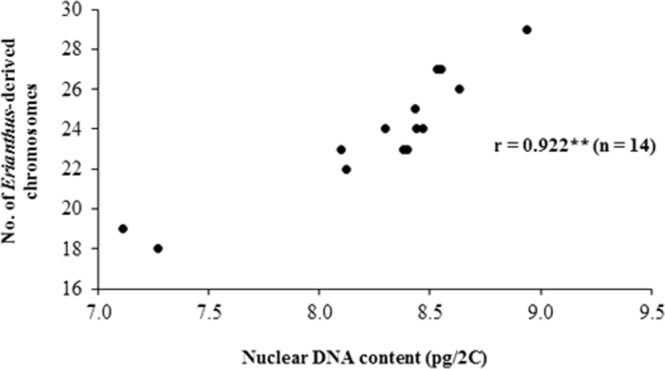 30
28
26
24
22
20
18
16
No. of Erianthus-derived
chromosomes
r = 0.922** (n = 14)
7.0 7.5 8.0 8.5 9.0 9.5
Nuclear DNA content (pg/2C)